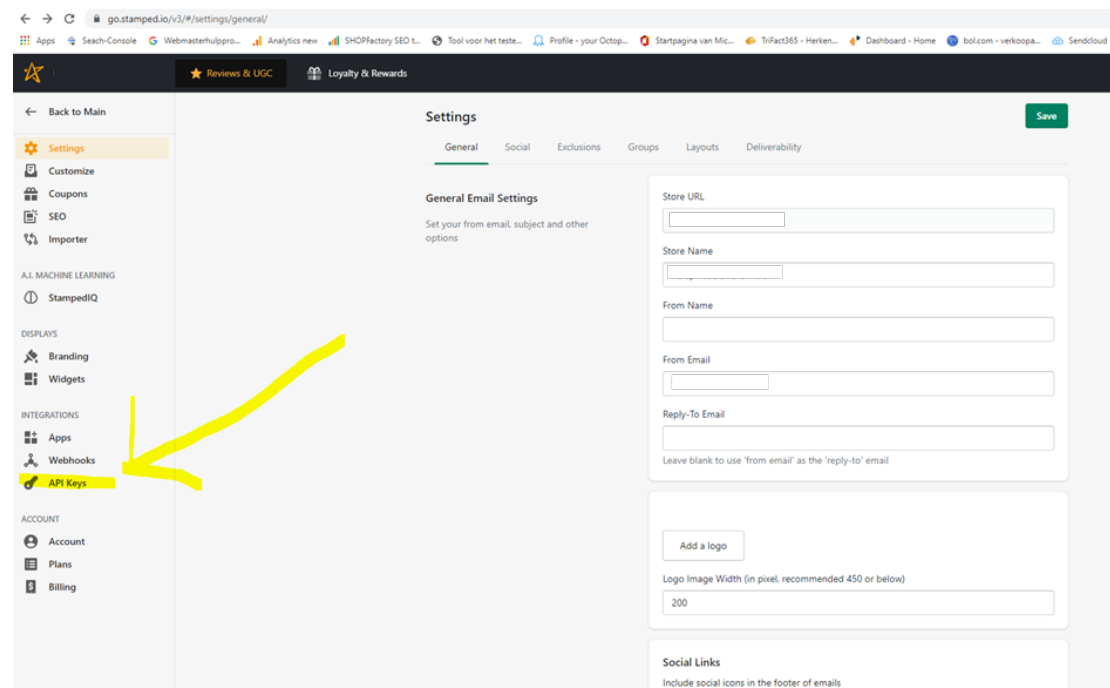 go.stamped.io/v3/#/settings/general/
Apps Seach-Console Webmasterhulppro... Analytics new SHOPFactory SEO t... Tool voor het teste... Profile - your Octop... Startpagina van Mic... TriFact365 - Herken... Dashboard - Home bol.com - verkoopa... Sendcloud
Reviews & UGC Loyalty & Rewards
Back to Main
Settings
Customize
Coupons
SEO
Importer
A.I. MACHINE LEARNING
StampedIQ
DISPLAYS
Branding
Widgets
INTEGRATIONS
Apps
Webhooks
API Keys
ACCOUNT
Account
Plans
Billing
Settings
Save
General Social Exclusions Groups Layouts Deliverability
General Email Settings
Set your from email, subject and other
options
Store URL
Store Name
From Name
From Email
Reply-To Email
Leave blank to use 'from email' as the 'reply-to' email
Add a logo
Logo Image Width (in pixel, recommended 450 or below)
200
Social Links
Include social icons in the footer of emails